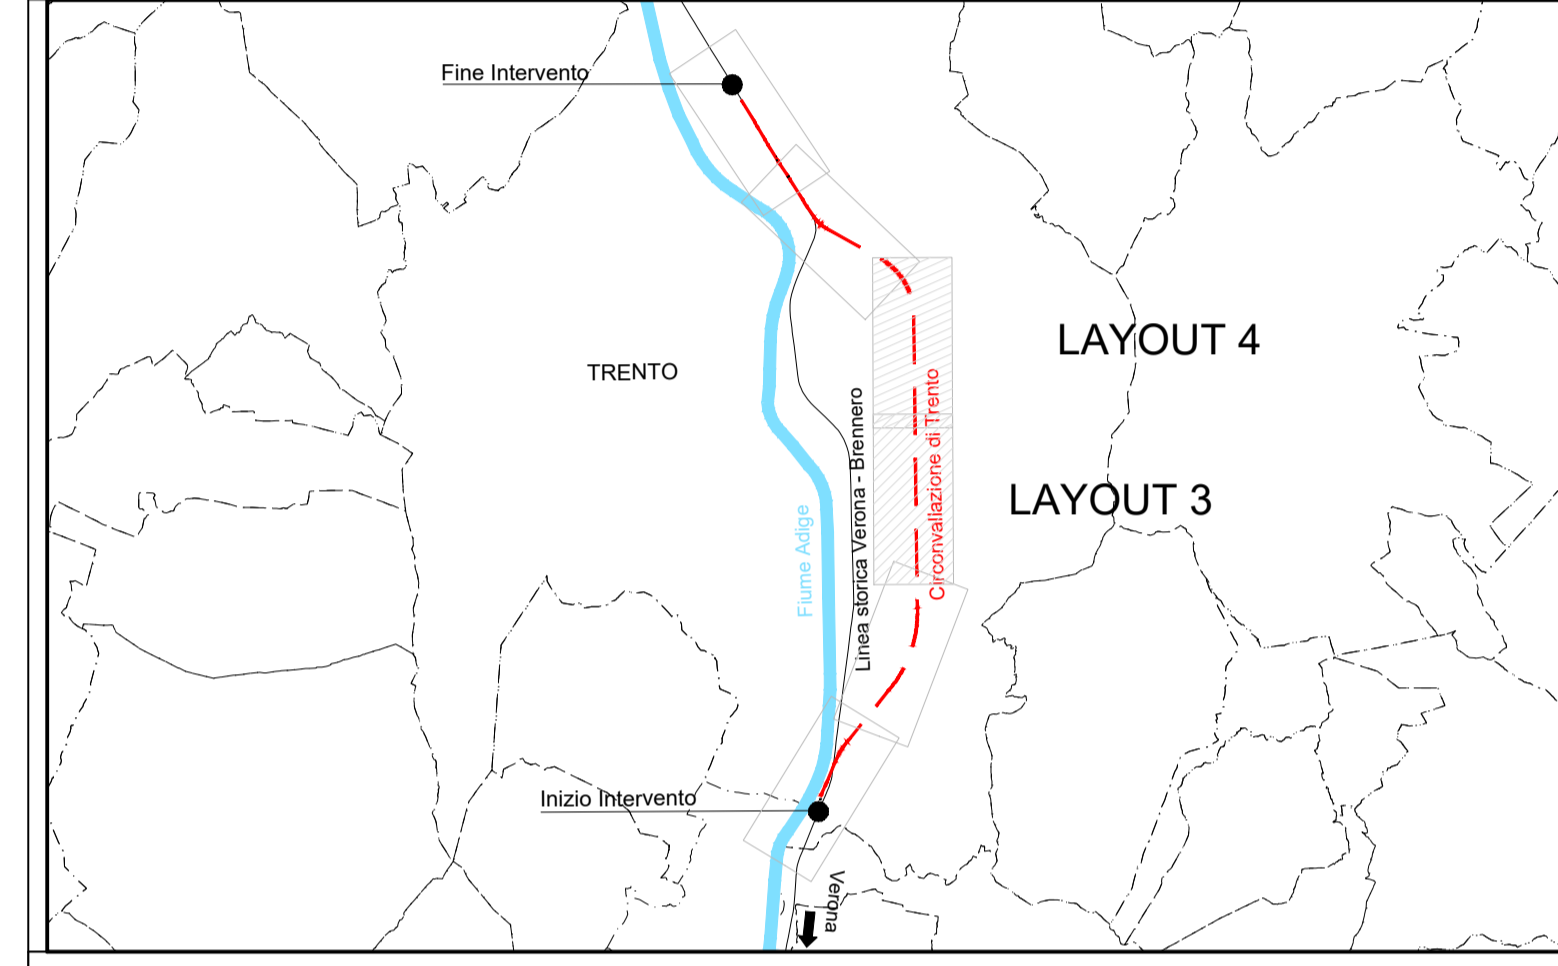 Fine Intervento
LAYOUT 4
TRENTO
Circonvallazione di Trento
Linea storica Verona - Brennero
LAYOUT 3
Fiume Adige
Inizio Intervento
Verona